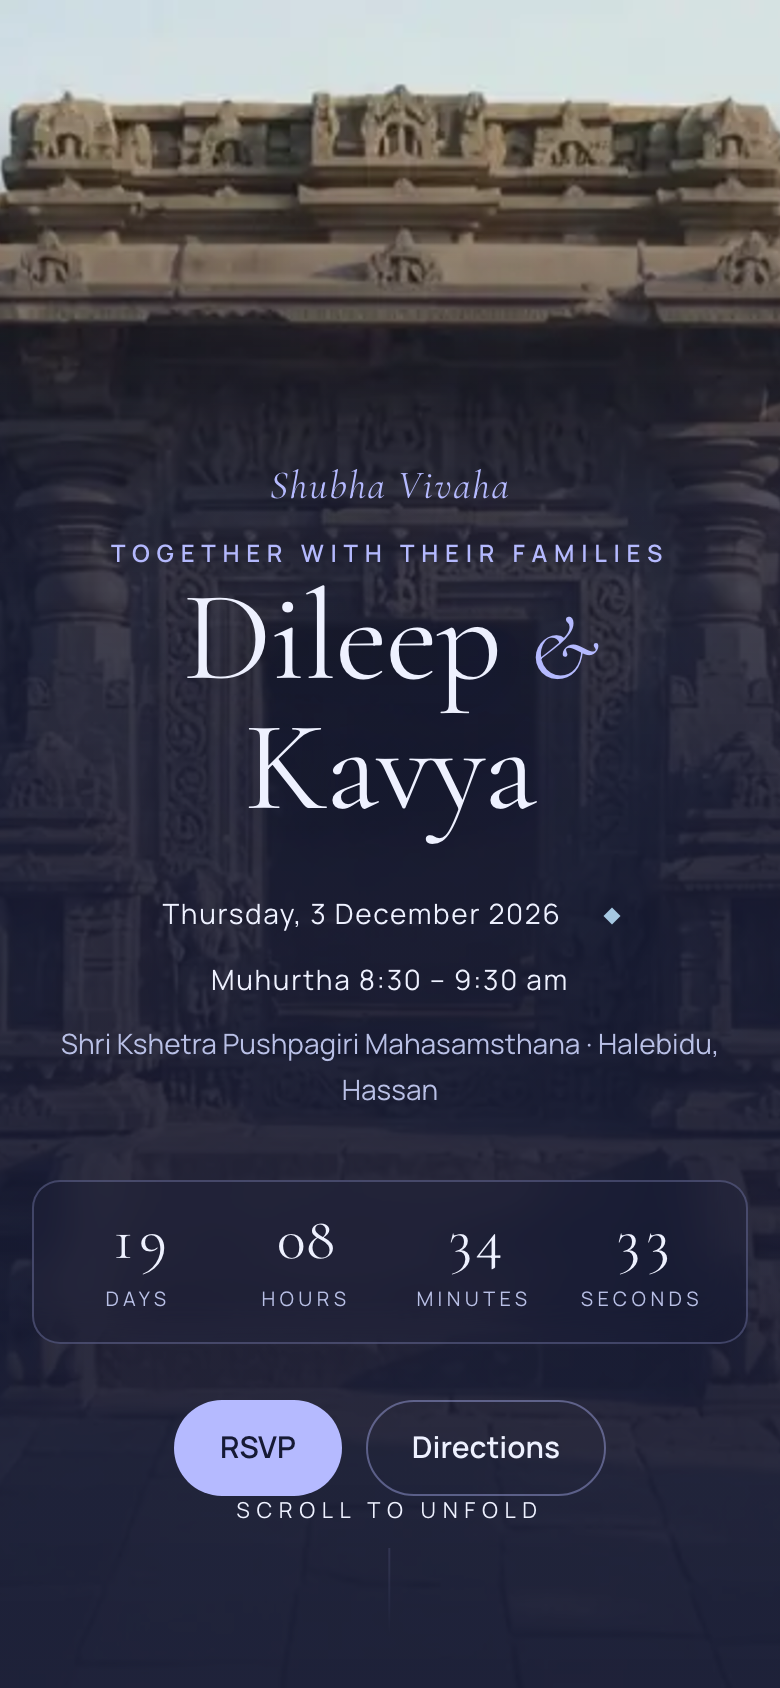 Shubha Vivaha
TOGETHER WITH THEIR FAMILIES
Dileep &
Kavya
Thursday, 3 December 2026 ◆
Muhurtha 8:30 – 9:30 am
Shri Kshetra Pushpagiri Mahasamsthana · Halebidu,
Hassan
19 08 34 33
DAYS HOURS MINUTES SECONDS
RSVP Directions
SCROLL TO UNFOLD